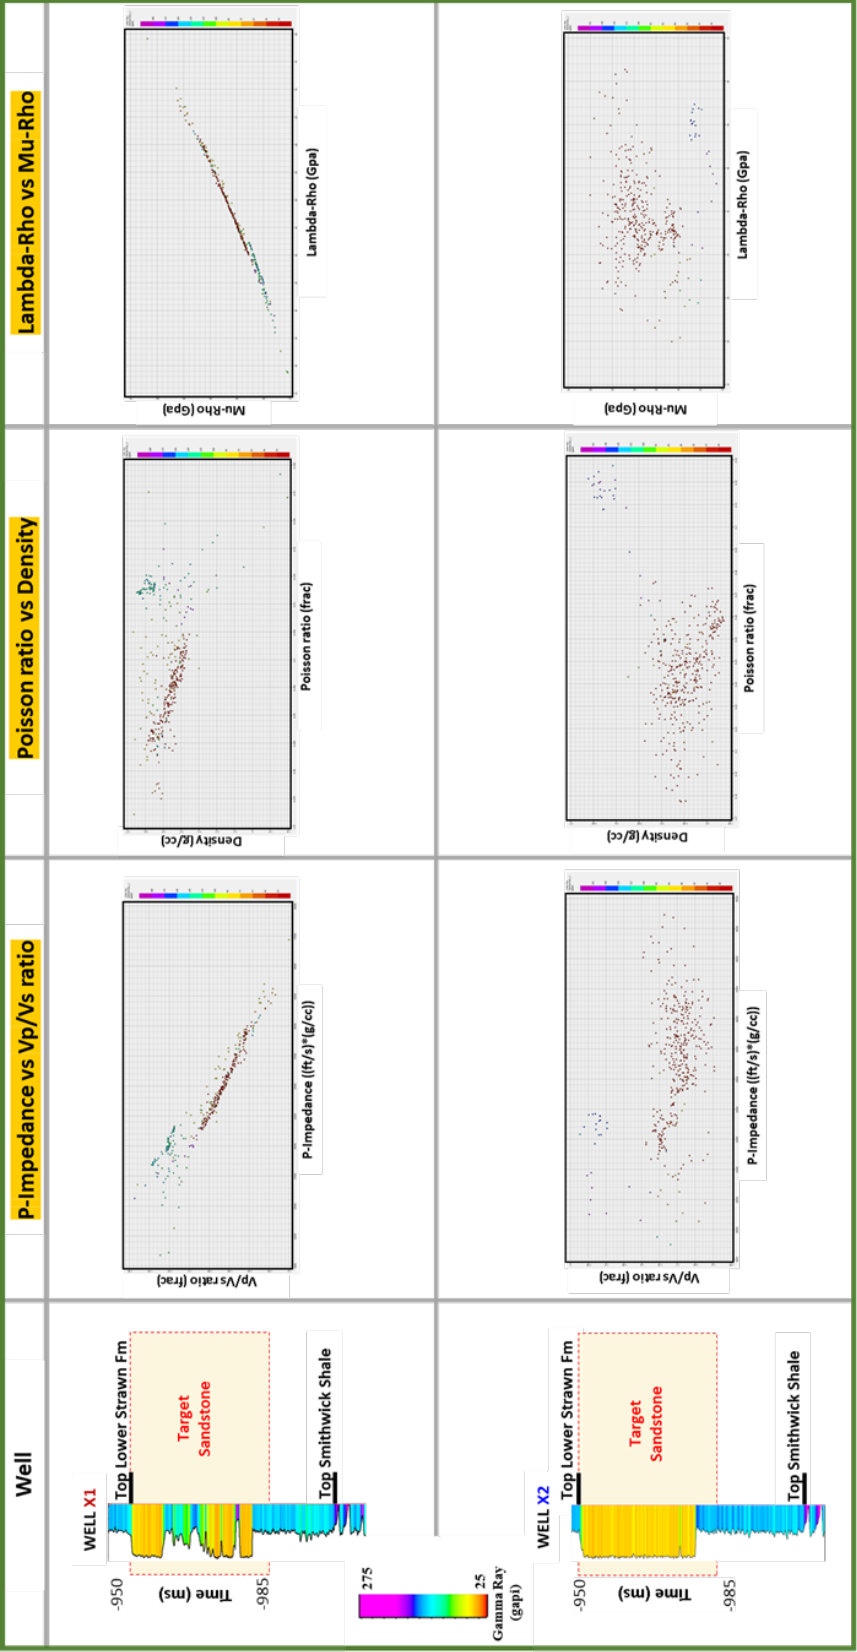 Well
P-Impedance vs Vp/Vs ratio
Poisson ratio vs Density
Lambda-Rho vs Mu-Rho
WELL X1
Top Lower Strawn Fm
Target
Sandstone
Top Smithwick Shale
-950
Time (ms)
-985
Vp/Vs ratio (frac)
P-Impedance ((ft/s)*(g/cc))
Density (g/cc)
Poisson ratio (frac)
Mu-Rho (Gpa)
Lambda-Rho (Gpa)
275
25
Gamma Ray
(gapi)
WELL X2
Top Lower Strawn Fm
Target
Sandstone
Top Smithwick Shale
-950
Time (ms)
-985
Vp/Vs ratio (frac)
P-Impedance ((ft/s)*(g/cc))
Density (g/cc)
Poisson ratio (frac)
Mu-Rho (Gpa)
Lambda-Rho (Gpa)